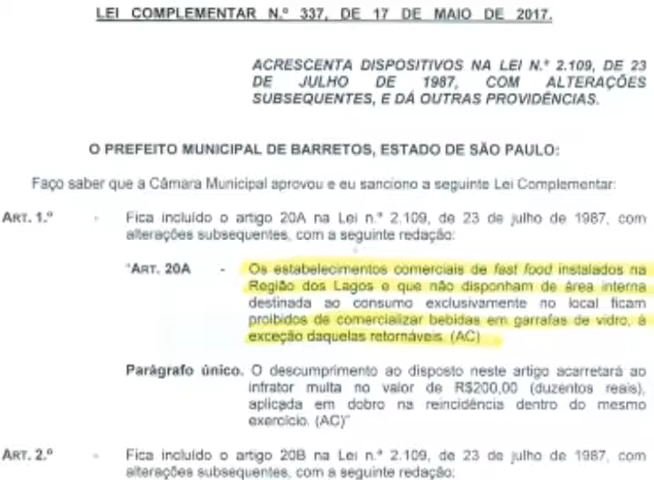 LEI COMPLEMENTAR N.º 337, DE 17 DE MAIO DE 2017.
ACRESCENTA DISPOSITIVOS NA LEI N.º 2.109, DE 23
DE JULHO DE 1987, COM ALTERAÇÕES
SUBSEQUENTES, E DÁ OUTRAS PROVIDÊNCIAS.
O PREFEITO MUNICIPAL DE BARRETOS, ESTADO DE SÃO PAULO:
Faço saber que a Câmara Municipal aprovou e eu sanciono a seguinte Lei Complementar:
ART. 1.º - Fica incluído o artigo 20A na Lei n.º 2.109, de 23 de julho de 1987, com
alterações subsequentes, com a seguinte redação:
"ART. 20A - Os estabelecimentos comerciais de fast food instalados na
Região dos Lagos e que não disponham de área interna
destinada ao consumo exclusivamente no local ficam
proibidos de comercializar bebidas em garrafas de vidro, à
exceção daquelas retornáveis. (AC)
Parágrafo único. O descumprimento ao disposto neste artigo acarretará ao
infrator multa no valor de R$200,00 (duzentos reais),
aplicada em dobro na reincidência dentro do mesmo
exercício. (AC)"
ART. 2.º - Fica incluído o artigo 20B na Lei n.º 2.109, de 23 de julho de 1987, com
alterações subsequentes, com a seguinte redação: